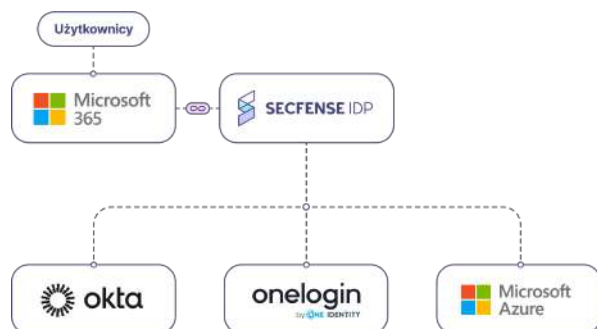 Użytkownicy
Microsoft
365
SECFENSE IDP
okta
onelogin
by ONE IDENTITY
Microsoft
Azure